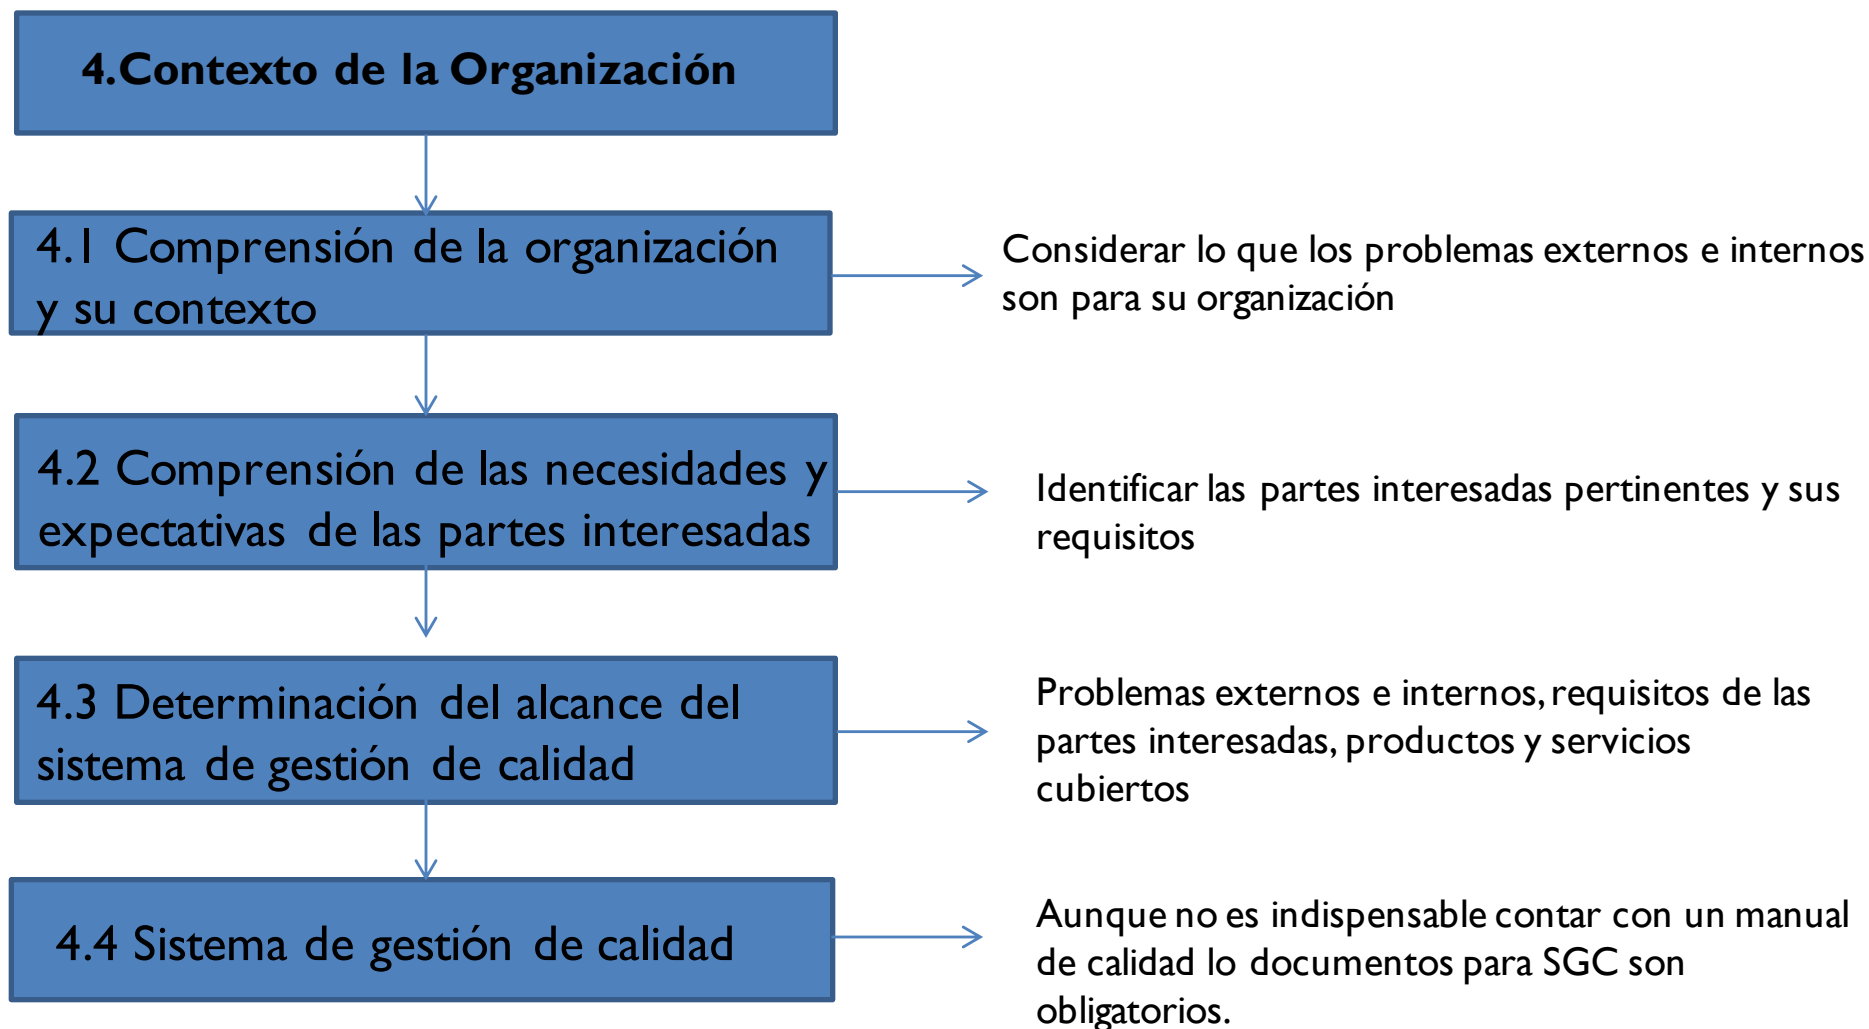 4.Contexto de la Organización
4.1 Comprensión de la organización
y su contexto
Considerar lo que los problemas externos e internos
son para su organización
4.2 Comprensión de las necesidades y
expectativas de las partes interesadas
Identificar las partes interesadas pertinentes y sus
requisitos
4.3 Determinación del alcance del
sistema de gestión de calidad
Problemas externos e internos, requisitos de las
partes interesadas, productos y servicios
cubiertos
4.4 Sistema de gestión de calidad
Aunque no es indispensable contar con un manual
de calidad lo documentos para SGC son
obligatorios.